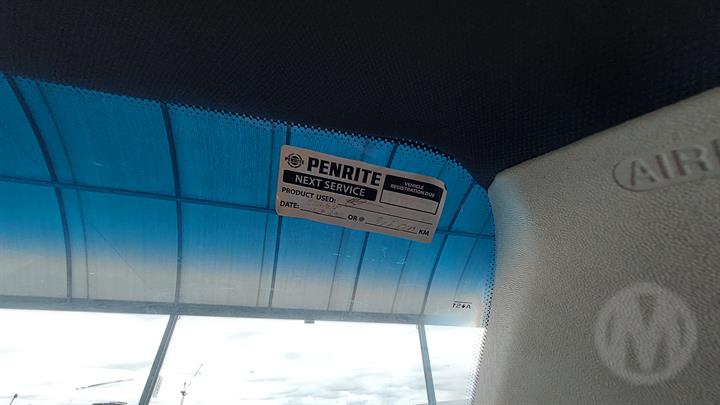 PENRITE
NEXT SERVICE
VEHICLE REGISTRATION DUE
PRODUCT USED:
DATE: OR @ KM
AIR